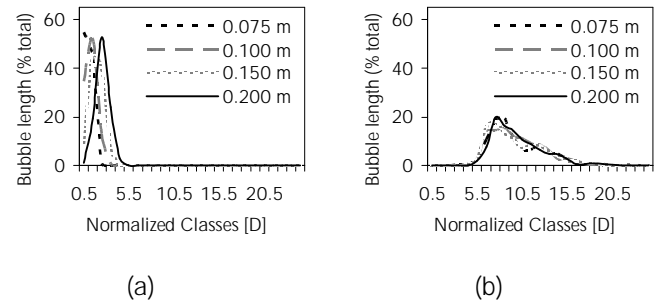 Bubble length (% total)
60
40
20
0
0.075 m
0.100 m
0.150 m
0.200 m
0.5 5.5 10.5 15.5 20.5
Normalized Classes [D]
(a)
Bubble length (% total)
60
40
20
0
0.075 m
0.100 m
0.150 m
0.200 m
0.5 5.5 10.5 15.5 20.5
Normalized Classes [D]
(b)